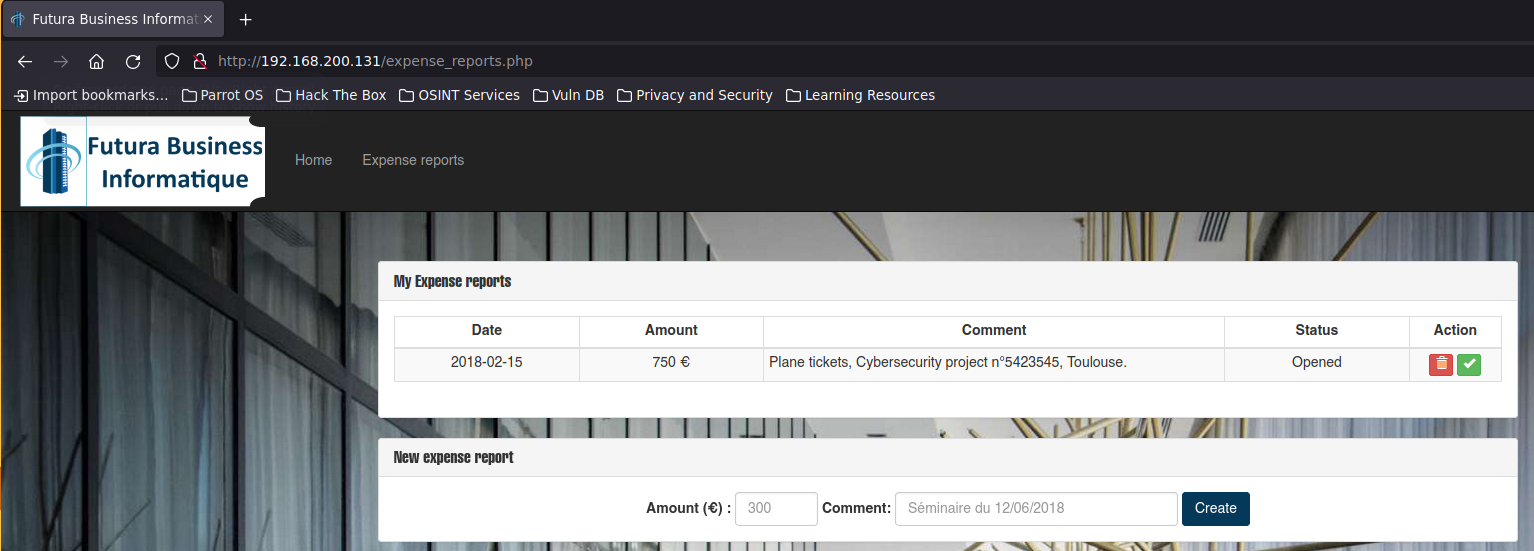 Futura Business Informat
http://192.168.200.131/expense_reports.php
Import bookmarks... Parrot OS Hack The Box OSINT Services Vuln DB Privacy and Security Learning Resources
Futura Business
Informatique
Home Expense reports
My Expense reports
Date Amount Comment Status Action
2018-02-15 750 € Plane tickets, Cybersecurity project n°5423545, Toulouse. Opened
New expense report
Amount (€) : 300 Comment: Séminaire du 12/06/2018 Create